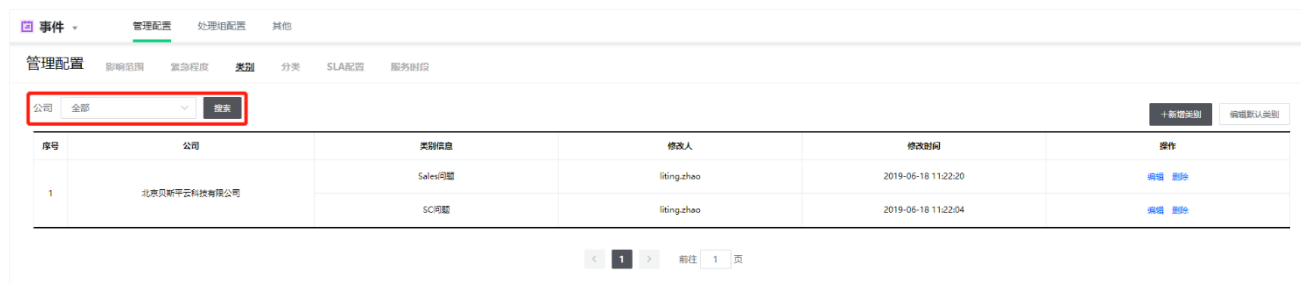 事件 管理配置 处理组配置 其他
管理配置 影响范围 紧急程度 类别 分类 SLA配置 服务时段
公司 全部 搜索 +新增类别 编辑默认类别
序号 公司 类别信息 修改人 修改时间 操作
1 北京贝斯平云科技有限公司 Sales问题 liting.zhao 2019-06-18 11:22:20 编辑 删除
SC问题 liting.zhao 2019-06-18 11:22:04 编辑 删除
< 1 > 前往 1 页